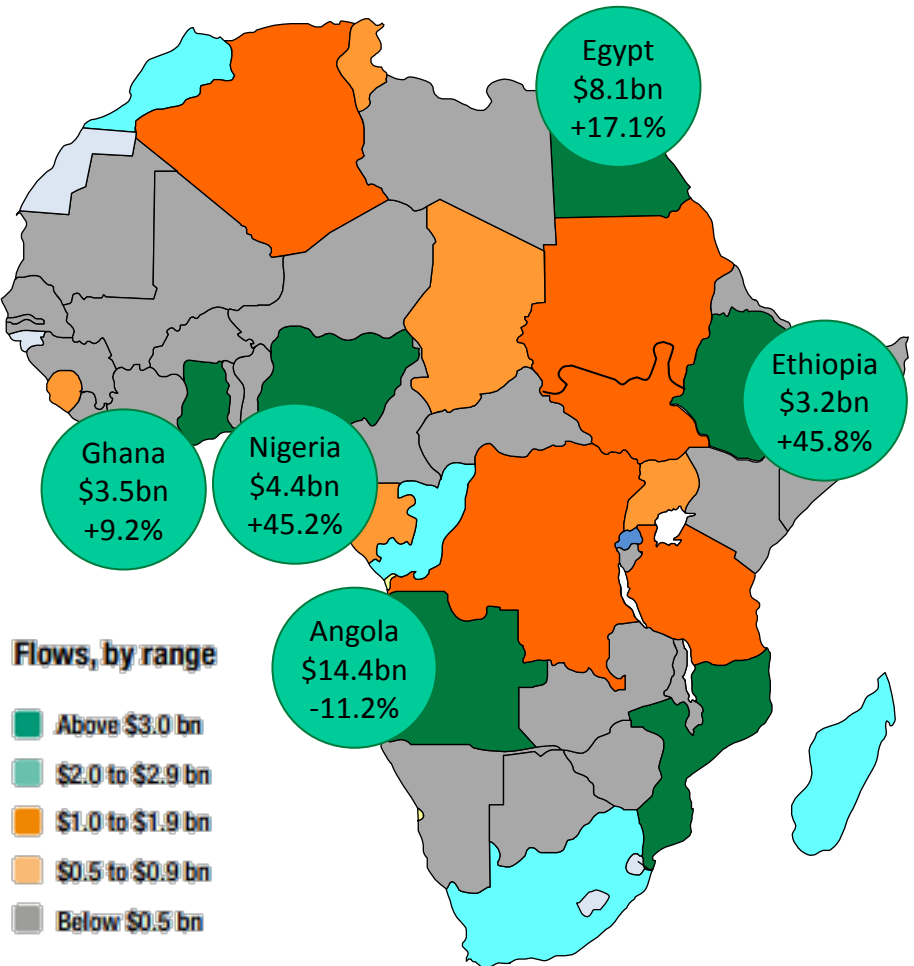 Egypt
$8.1bn
+17.1%
Ethiopia
$3.2bn
+45.8%
Ghana
$3.5bn
+9.2%
Nigeria
$4.4bn
+45.2%
Angola
$14.4bn
-11.2%
Flows, by range
Above $3.0 bn
$2.0 to $2.9 bn
$1.0 to $1.9 bn
$0.5 to $0.9 bn
Below $0.5 bn